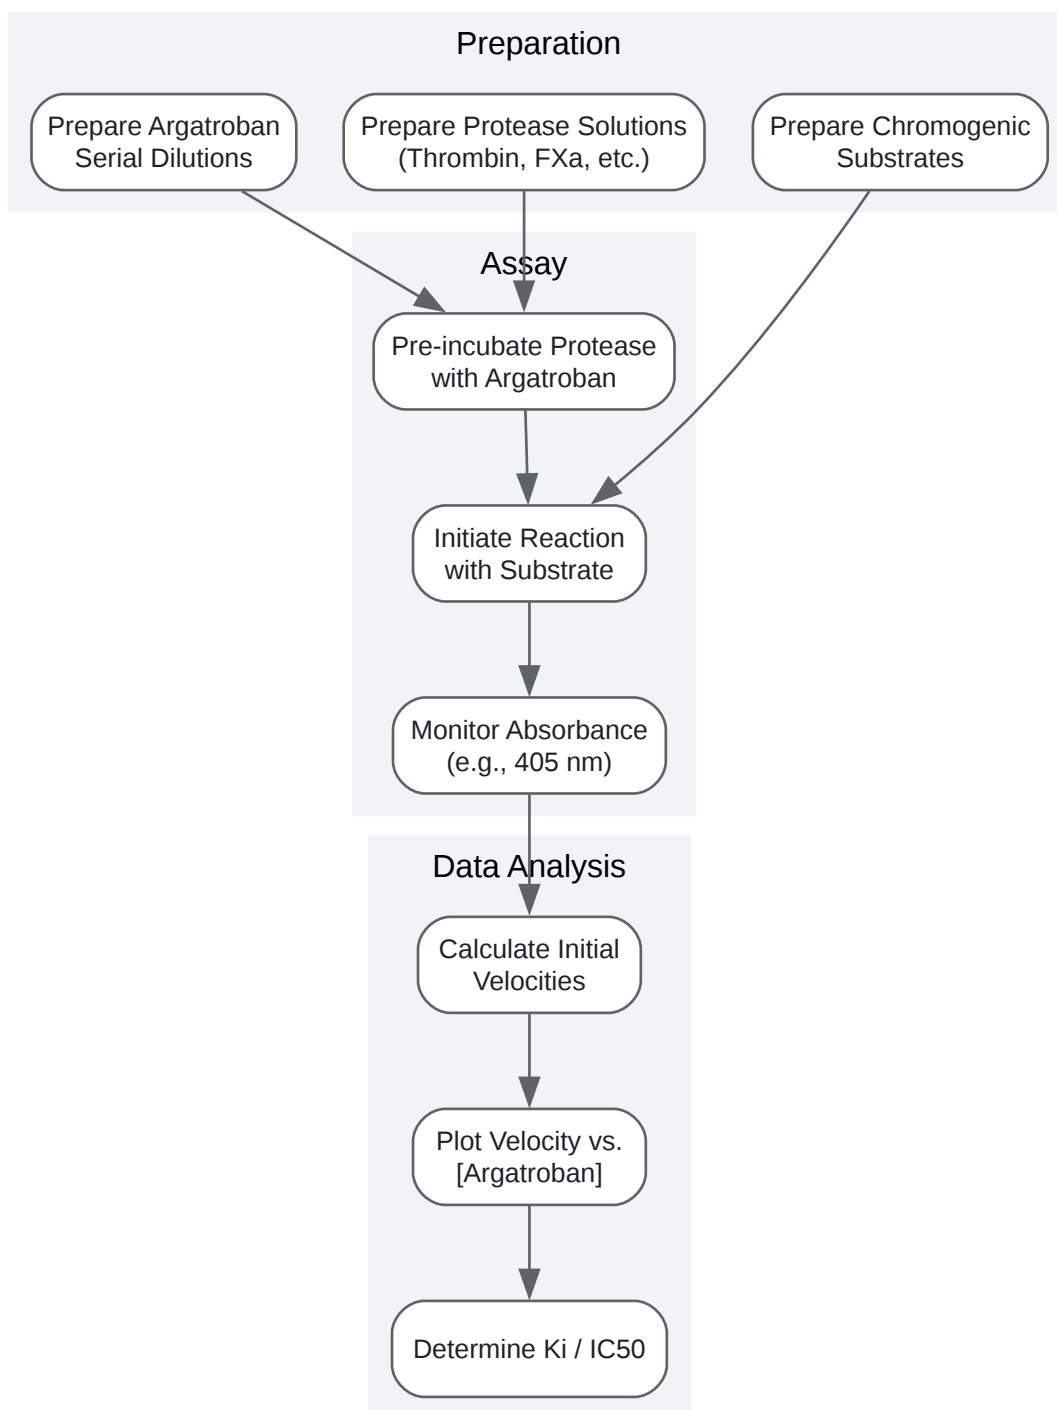 Preparation
Prepare Argatroban
Serial Dilutions
Prepare Protease Solutions
(Thrombin, FXa, etc.)
Prepare Chromogenic
Substrates
Assay
Pre-incubate Protease
with Argatroban
Initiate Reaction
with Substrate
Monitor Absorbance
(e.g., 405 nm)
Data Analysis
Calculate Initial
Velocities
Plot Velocity vs.
[Argatroban]
Determine Ki / IC50